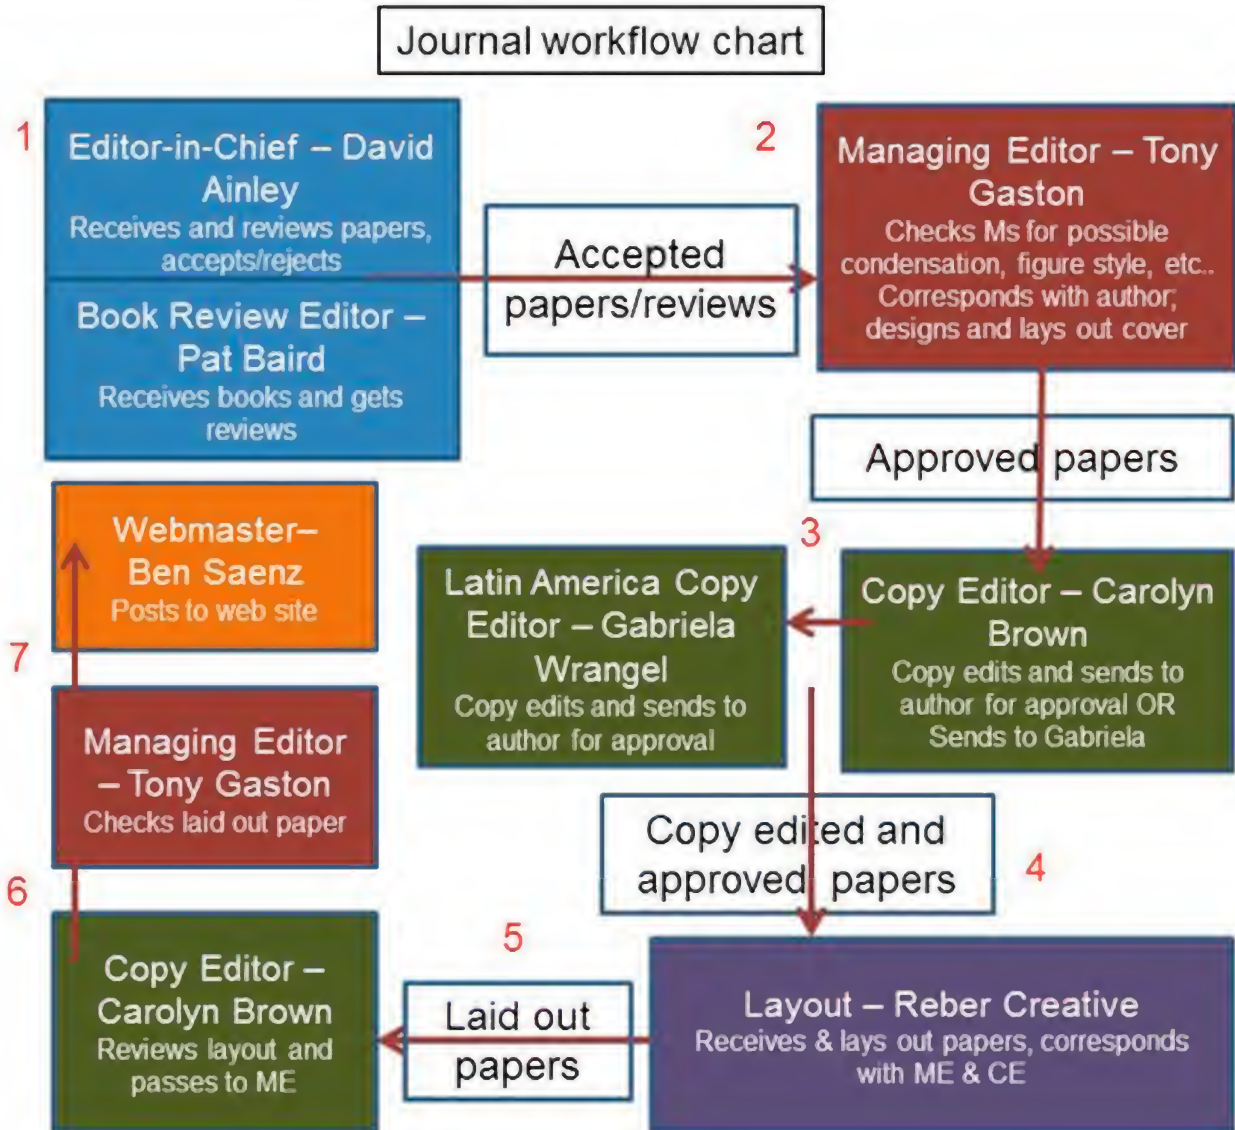 Journal workflow chart
1
Editor-in-Chief – David
Ainley
Receives and reviews papers,
accepts/rejects
Book Review Editor –
Pat Baird
Receives books and gets
reviews
Accepted
papers/reviews
2
Managing Editor – Tony
Gaston
Checks Ms for possible
condensation, figure style, etc..
Corresponds with author;
designs and lays out cover
Approved papers
3
Copy Editor – Carolyn
Brown
Copy edits and sends to
author for approval OR
Sends to Gabriela
Latin America Copy
Editor – Gabriela
Wrangel
Copy edits and sends to
author for approval
Copy edited and
approved papers
4
Layout – Reber Creative
Receives & lays out papers, corresponds
with ME & CE
5
Laid out
papers
Copy Editor –
Carolyn Brown
Reviews layout and
passes to ME
6
Managing Editor
– Tony Gaston
Checks laid out paper
7
Webmaster–
Ben Saenz
Posts to web site